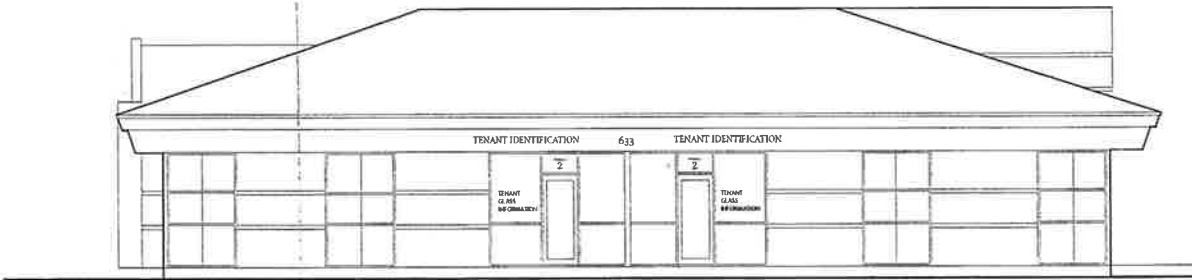 TENANT IDENTIFICATION 633 TENANT IDENTIFICATION
2 2
TENANT
GLASS
INFORMATION
TENANT
GLASS
INFORMATION